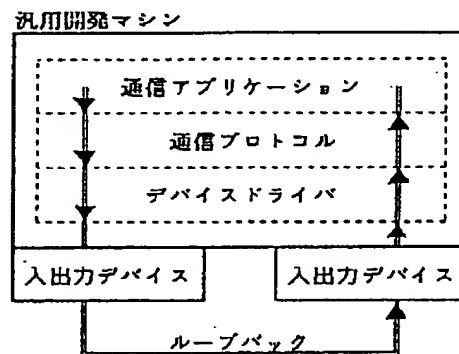 汎用開発マシン
通信アプリケーション
通信プロトコル
デバイスドライバ
入出力デバイス
入出力デバイス
ループバック